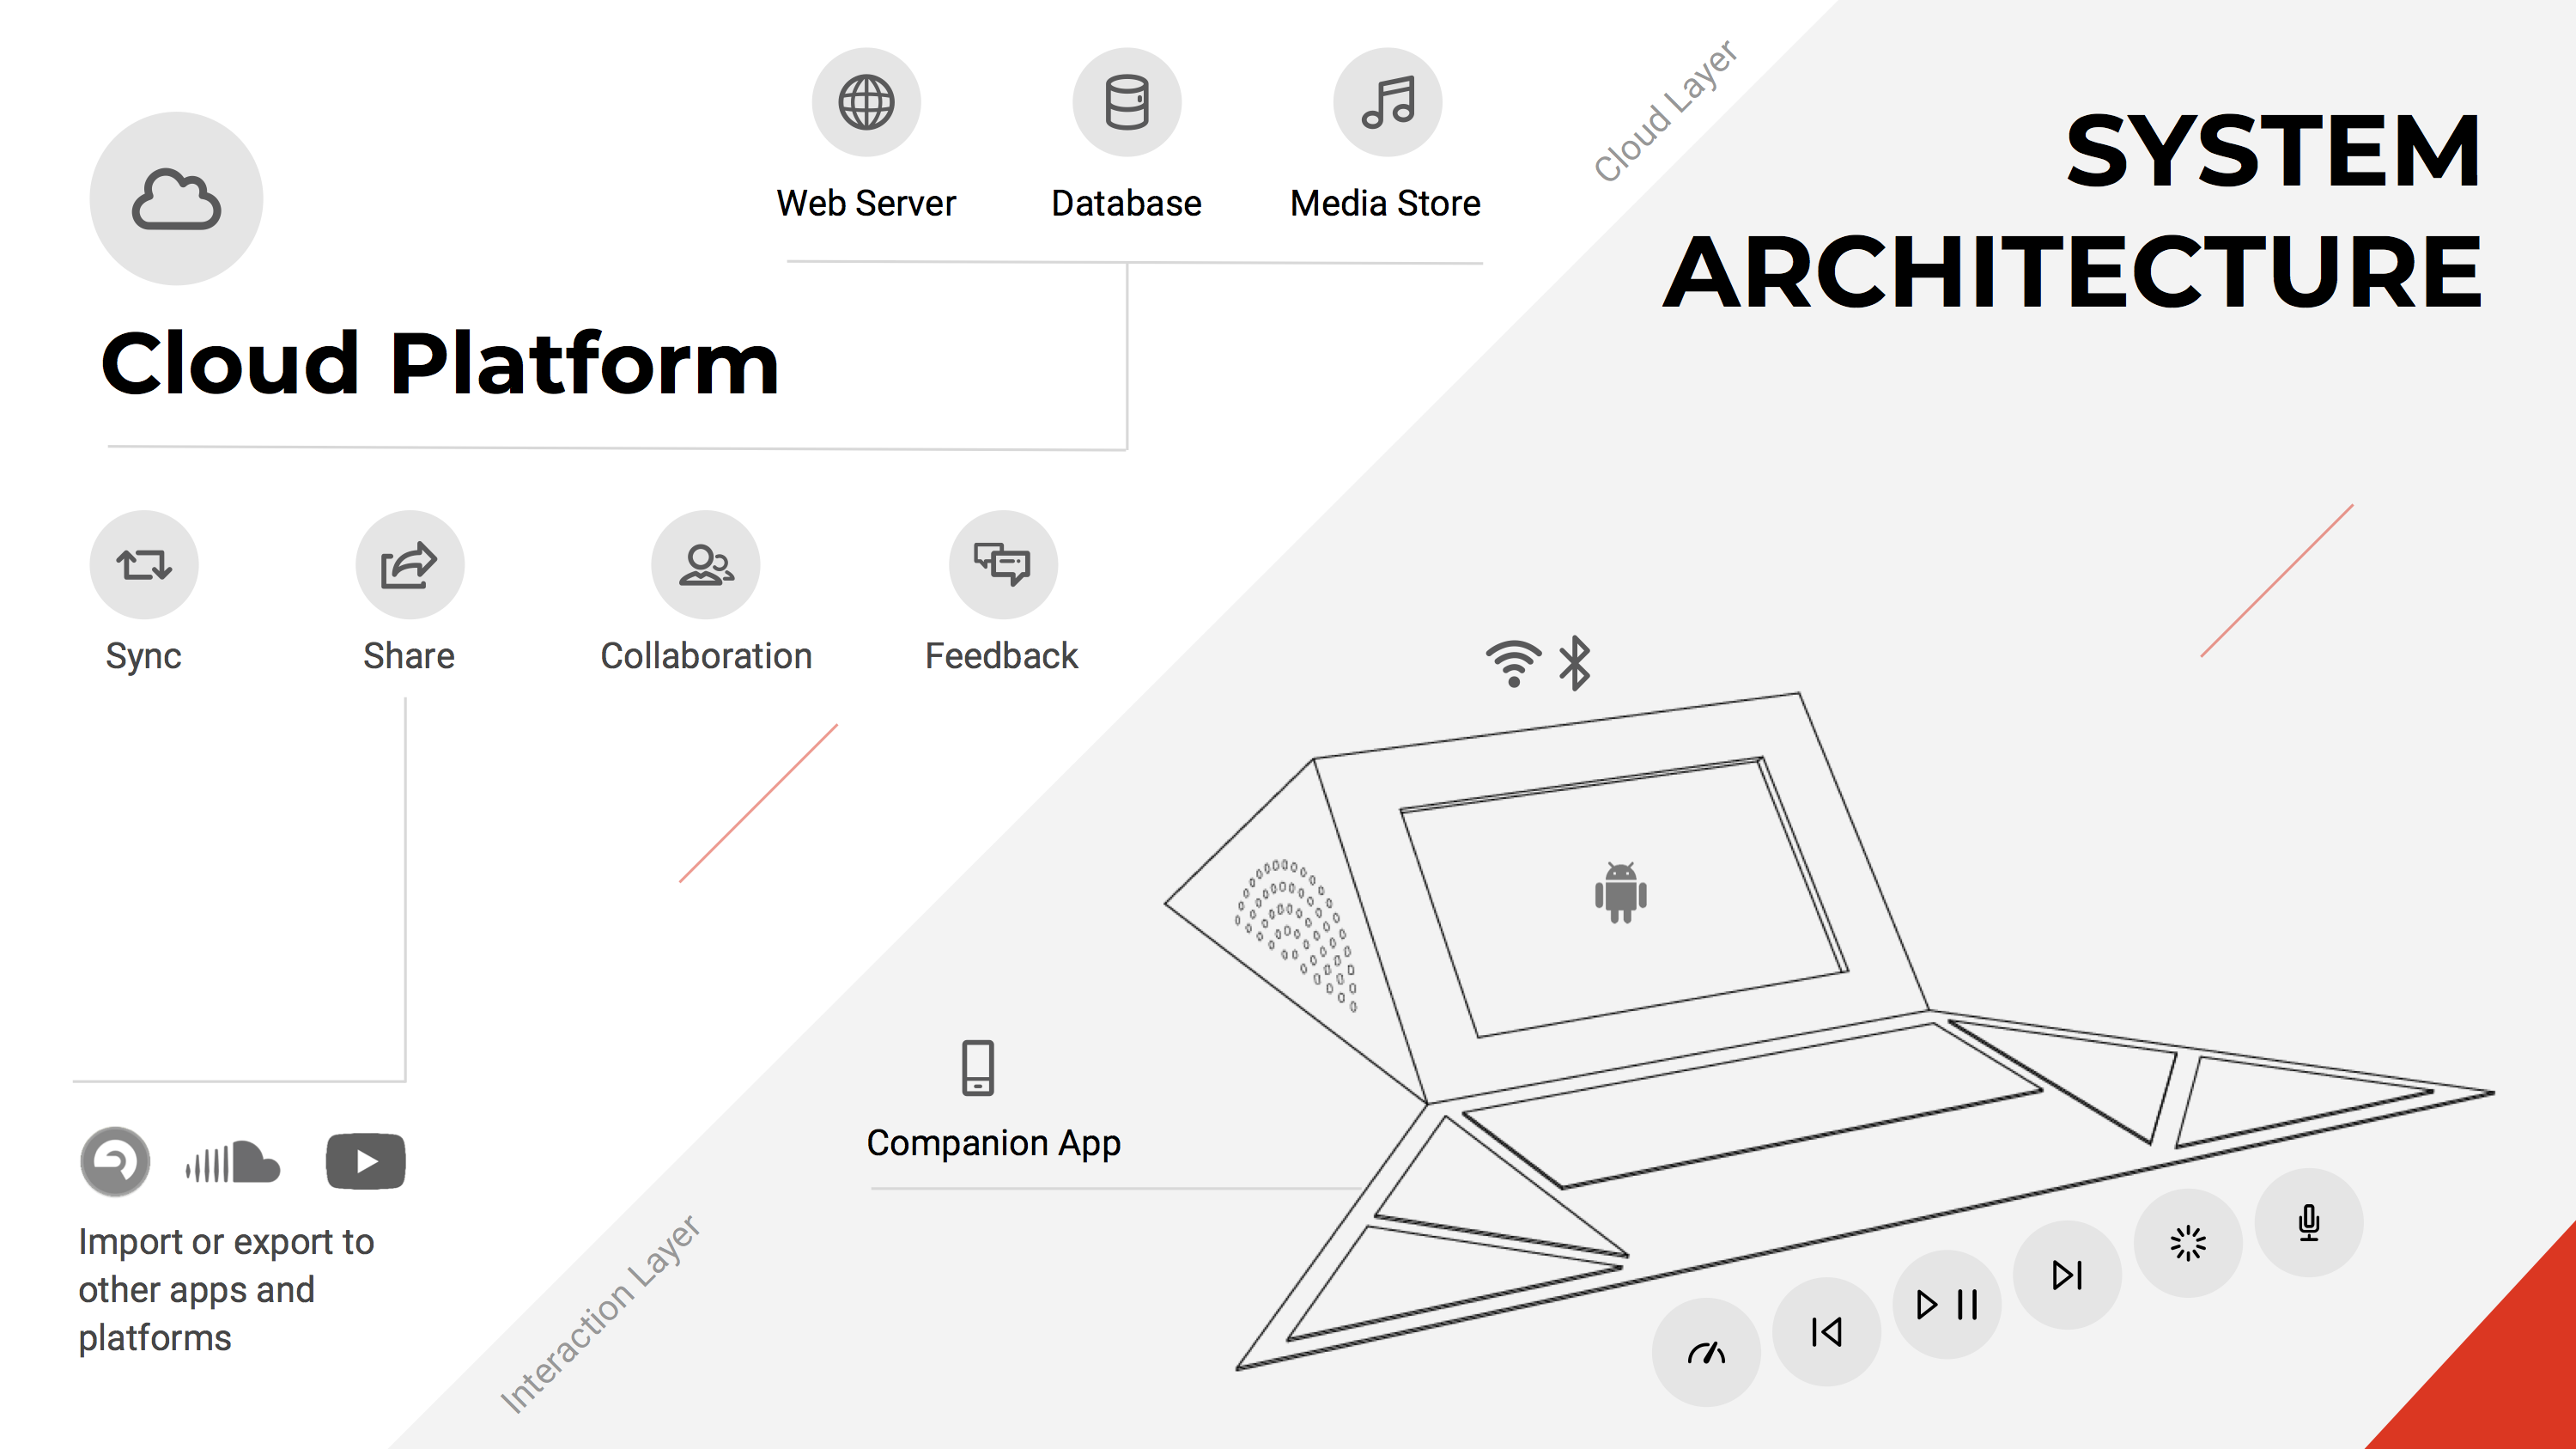 SYSTEM
ARCHITECTURE
Cloud Layer
Web Server
Database
Media Store
Cloud Platform
Sync
Share
Collaboration
Feedback
Import or export to
other apps and
platforms
Interaction Layer
Companion App